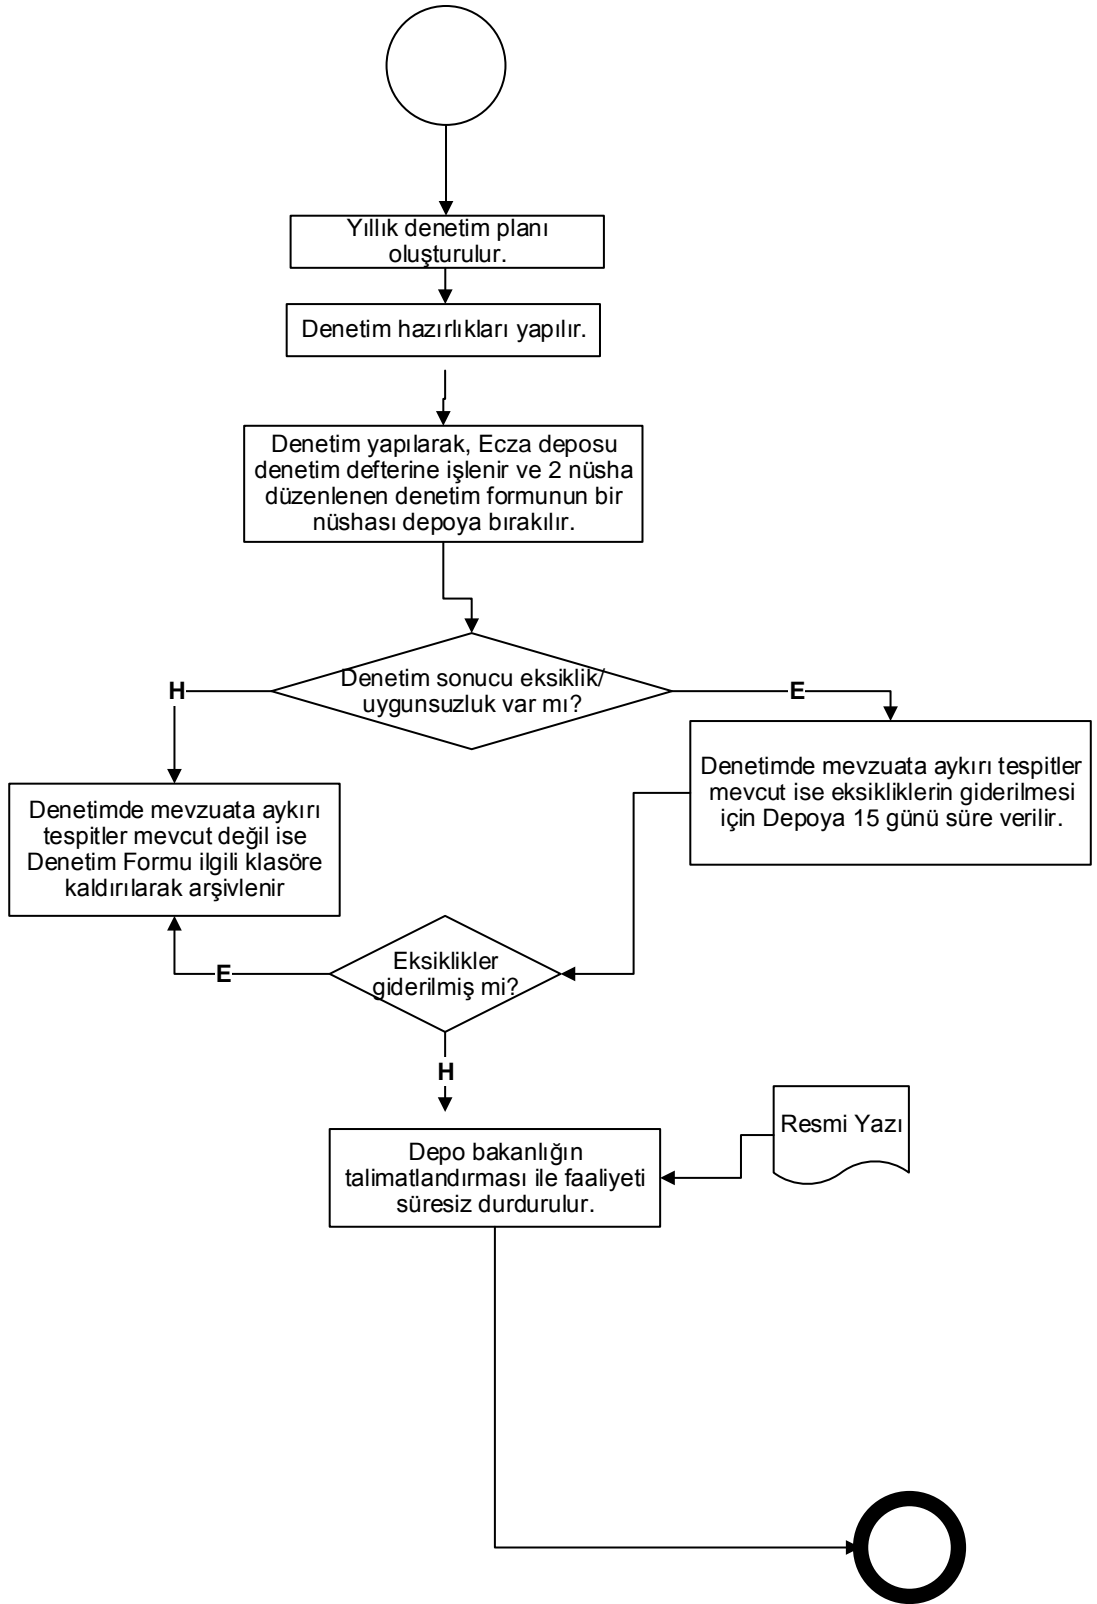 Yıllık denetim planı
oluşturulur.
Denetim hazırlıkları yapılır.
Denetim yapılarak, Ecza deposu
denetim defterine işlenir ve 2 nüsha
düzenlenen denetim formunun bir
nüshası depoya bırakılır.
Denetim sonucu eksiklik/
uygunsuzluk var mı?
H
E
Denetimde mevzuata aykırı tespitler
mevcut ise eksikliklerin giderilmesi
için Depoya 15 günü süre verilir.
Denetimde mevzuata aykırı
tespitler mevcut değil ise
Denetim Formu ilgili klasöre
kaldırılarak arşivlenir
Eksiklikler
giderilmiş mi?
E
H
Resmi Yazı
Depo bakanlığın
talimatlandırması ile faaliyeti
süresiz durdurulur.